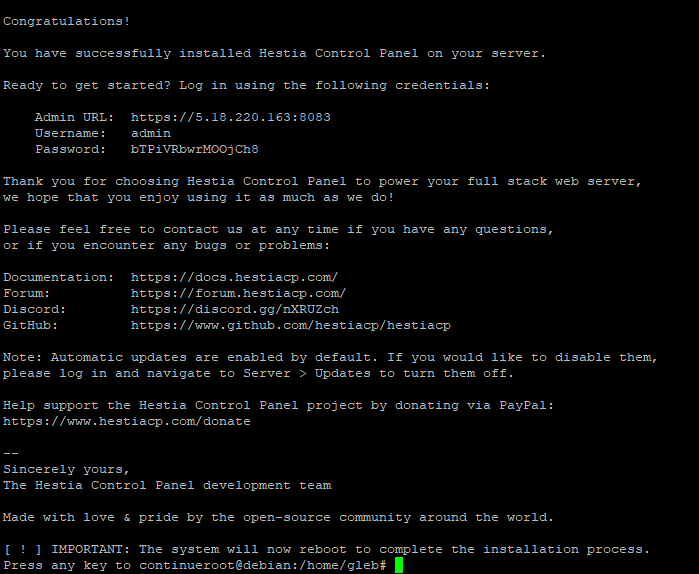 Congratulations!
You have successfully installed Hestia Control Panel on your server.
Ready to get started? Log in using the following credentials:
Admin URL: https://5.18.220.163:8083
Username: admin
Password: bTPiVRbwrMOOjCh8
Thank you for choosing Hestia Control Panel to power your full stack web server,
we hope that you enjoy using it as much as we do!
Please feel free to contact us at any time if you have any questions,
or if you encounter any bugs or problems:
Documentation: https://docs.hestiacp.com/
Forum: https://forum.hestiacp.com/
Discord: https://discord.gg/nXRUZch
GitHub: https://www.github.com/hestiacp/hestiacp
Note: Automatic updates are enabled by default. If you would like to disable them,
please log in and navigate to Server > Updates to turn them off.
Help support the Hestia Control Panel project by donating via PayPal:
https://www.hestiacp.com/donate
--
Sincerely yours,
The Hestia Control Panel development team
Made with love & pride by the open-source community around the world.
[ ! ] IMPORTANT: The system will now reboot to complete the installation process.
Press any key to continueroot@debian:/home/gleb#